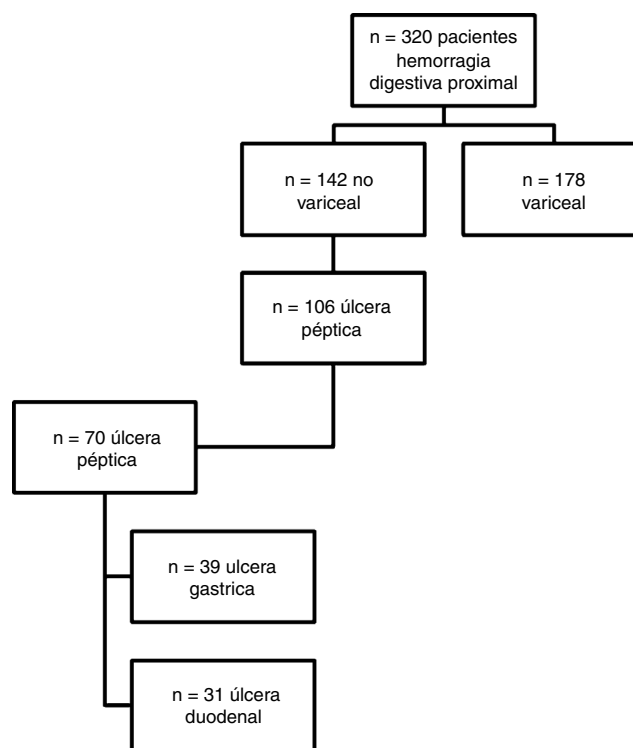 n = 320 pacientes
hemorragia
digestiva proximal
n = 142 no
variceal
n = 178
variceal
n = 106 úlcera
péptica
n = 70 úlcera
péptica
n = 39 ulcera
gastrica
n = 31 úlcera
duodenal